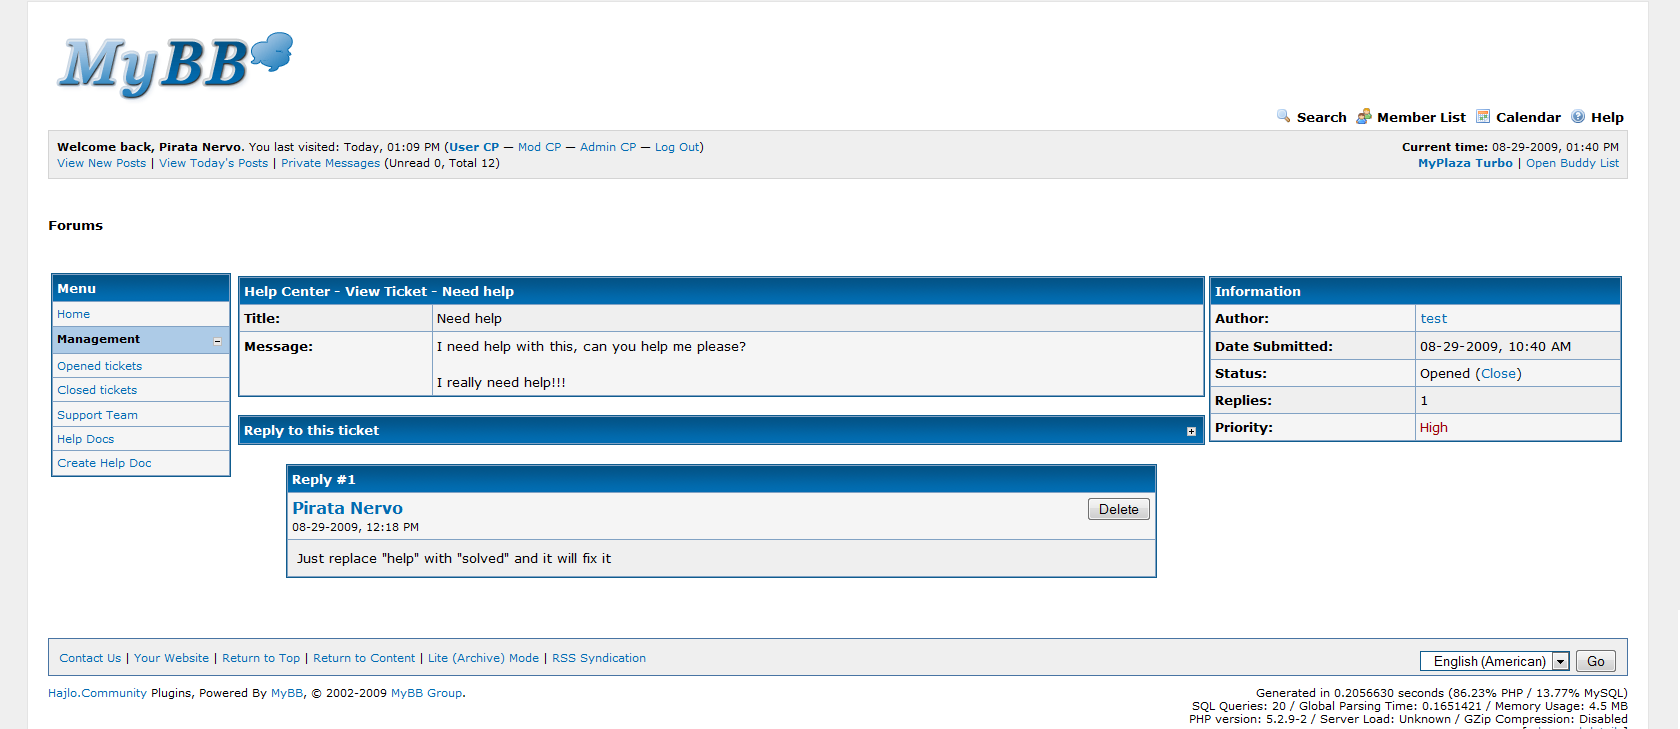 MyBB
Search Member List Calendar Help
Welcome back, Pirata Nervo. You last visited: Today, 01:09 PM (User CP — Mod CP — Admin CP — Log Out)
Current time: 08-29-2009, 01:40 PM
View New Posts | View Today's Posts | Private Messages (Unread 0, Total 12)
MyPlaza Turbo | Open Buddy List
Forums
Menu
Home
Management
Opened tickets
Closed tickets
Support Team
Help Docs
Create Help Doc
Help Center - View Ticket - Need help
Title: Need help
Message: I need help with this, can you help me please?
I really need help!!!
Reply to this ticket
Reply #1
Pirata Nervo
Delete
08-29-2009, 12:18 PM
Just replace "help" with "solved" and it will fix it
Information
Author: test
Date Submitted: 08-29-2009, 10:40 AM
Status: Opened (Close)
Replies: 1
Priority: High
Contact Us | Your Website | Return to Top | Return to Content | Lite (Archive) Mode | RSS Syndication
English (American) Go
Hajlo.Community Plugins, Powered By MyBB, © 2002-2009 MyBB Group.
Generated in 0.2056630 seconds (86.23% PHP / 13.77% MySQL)
SQL Queries: 20 / Global Parsing Time: 0.1651421 / Memory Usage: 4.5 MB
PHP version: 5.2.9-2 / Server Load: Unknown / GZip Compression: Disabled